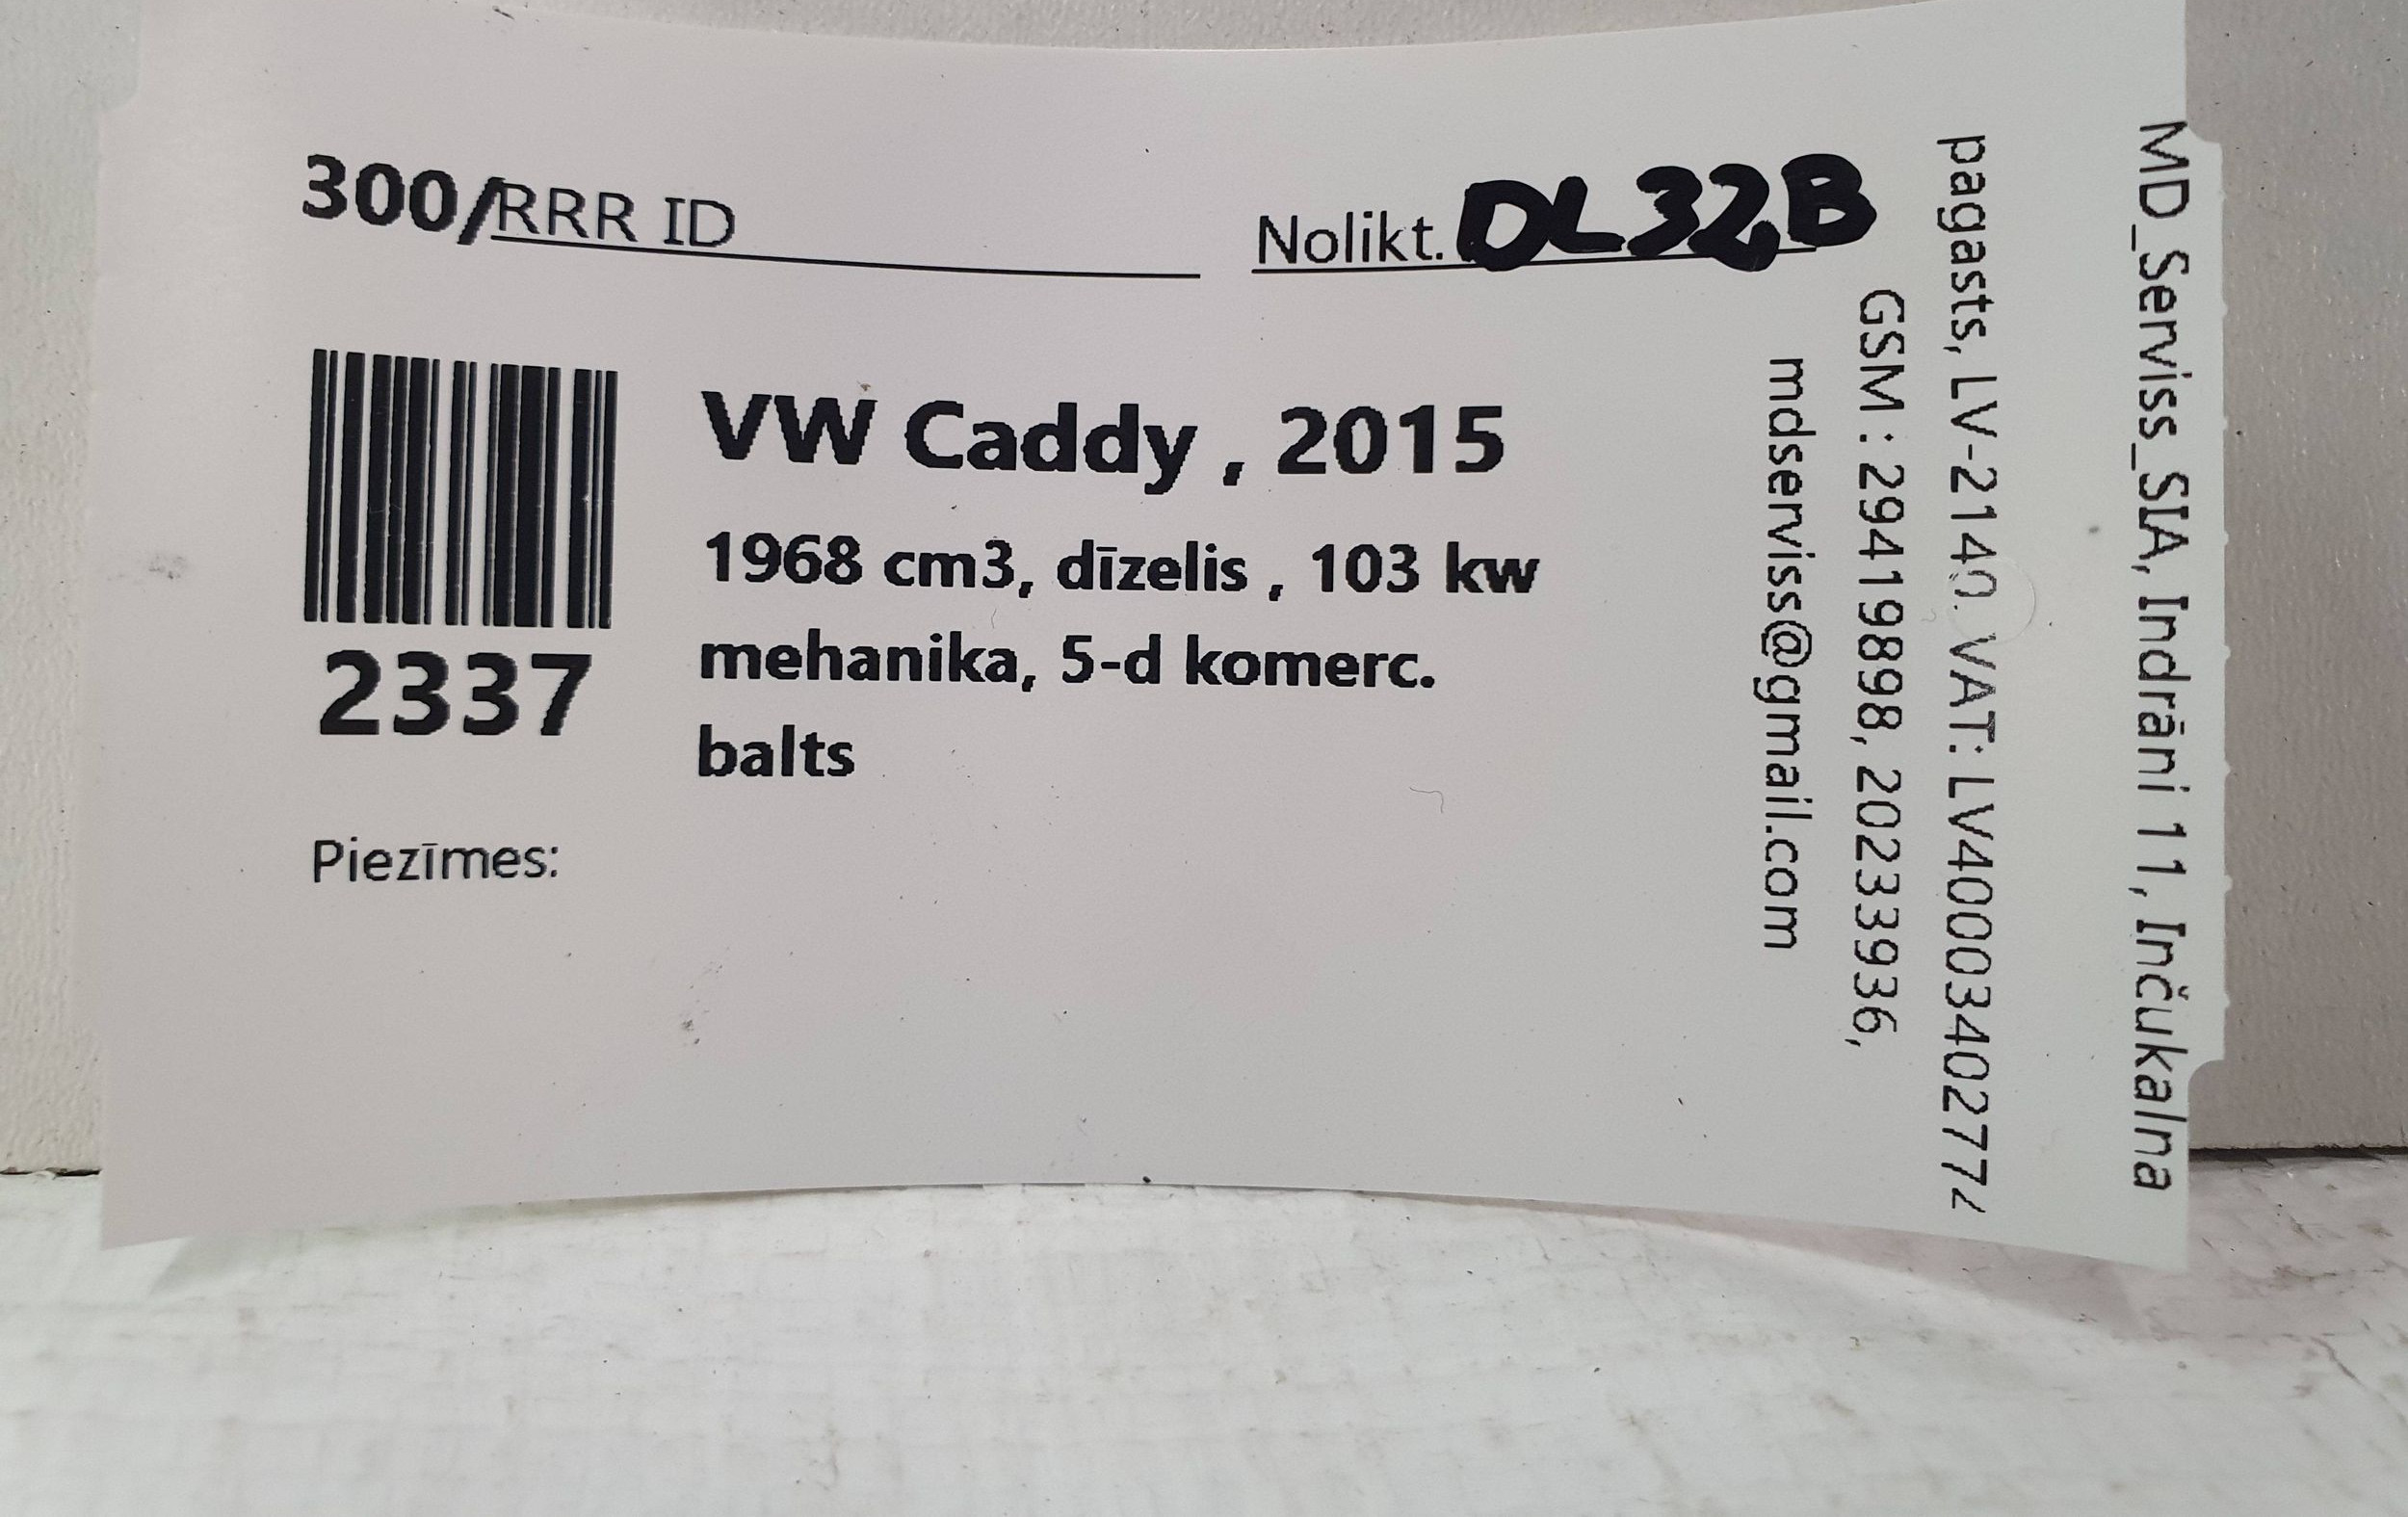 300/RRR ID
Nolikt. DL32B
VW Caddy , 2015
1968 cm3, dīzelis , 103 kw
mehanika, 5-d komerc.
balts
2337
Piezīmes:
MD_Serviss_SIA, Indrāni 11, Inčukalna
pagasts, LV-2140. VAT: LV4000340277
GSM : 29419898, 20233936,
mdserviss@gmail.com